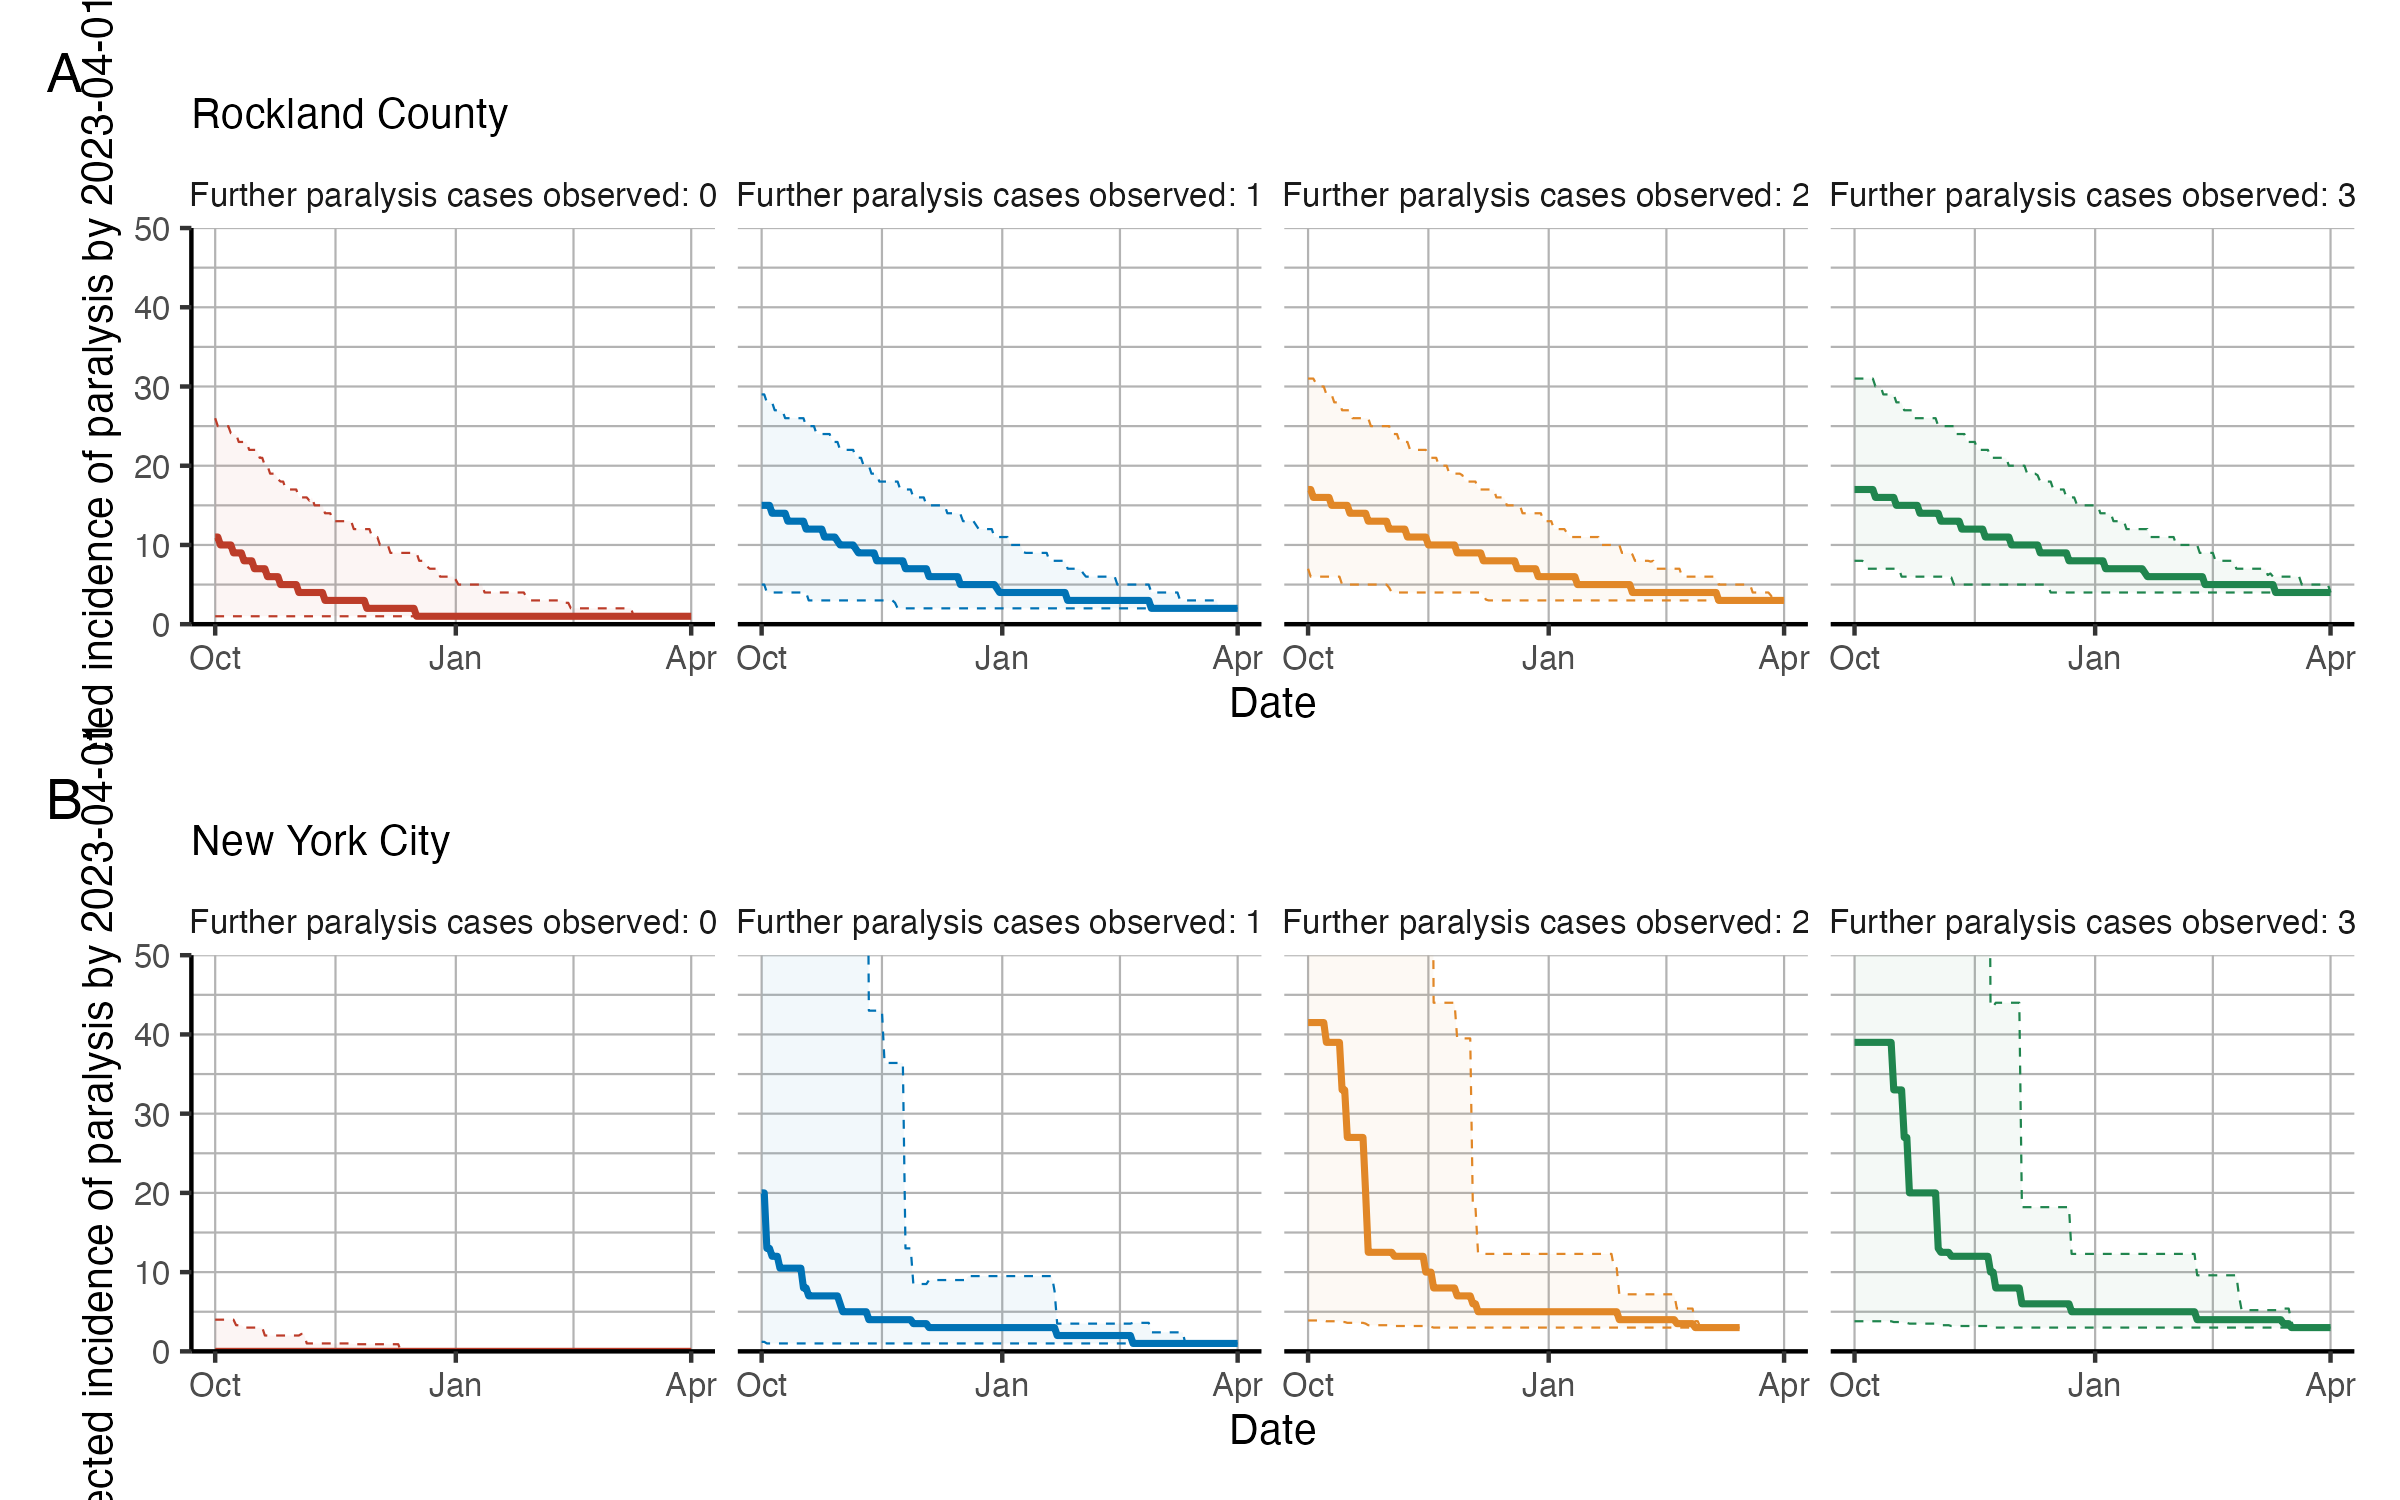 A
Rockland County
Further paralysis cases observed: 0
Further paralysis cases observed: 1
Further paralysis cases observed: 2
Further paralysis cases observed: 3
incidence of paralysis by 2023-04-01
50
40
30
20
10
0
Oct
Jan
Apr
Oct
Jan
Apr
Oct
Jan
Apr
Oct
Jan
Apr
Date
B
New York City
Further paralysis cases observed: 0
Further paralysis cases observed: 1
Further paralysis cases observed: 2
Further paralysis cases observed: 3
incidence of paralysis by 2023-04-01
50
40
30
20
10
0
Oct
Jan
Apr
Oct
Jan
Apr
Oct
Jan
Apr
Oct
Jan
Apr
Date